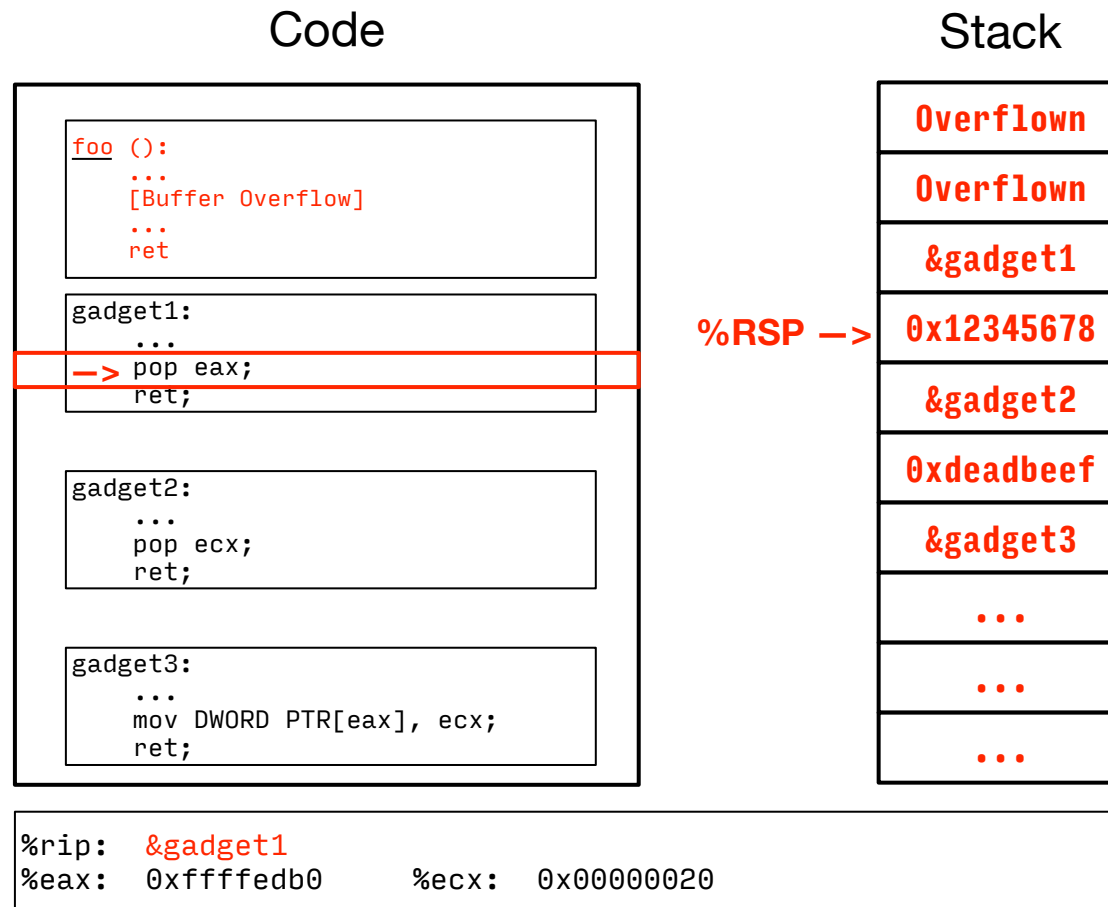 Code
foo ():
...
[Buffer Overflow]
...
ret
gadget1:
...
—> pop eax;
ret;
gadget2:
...
pop ecx;
ret;
gadget3:
...
mov DWORD PTR[eax], ecx;
ret;
Stack
Overflown
Overflown
&gadget1
%RSP —> 0x12345678
&gadget2
0xdeadbeef
&gadget3
...
...
...
%rip: &gadget1
%eax: 0xffffedb0 %ecx: 0x00000020